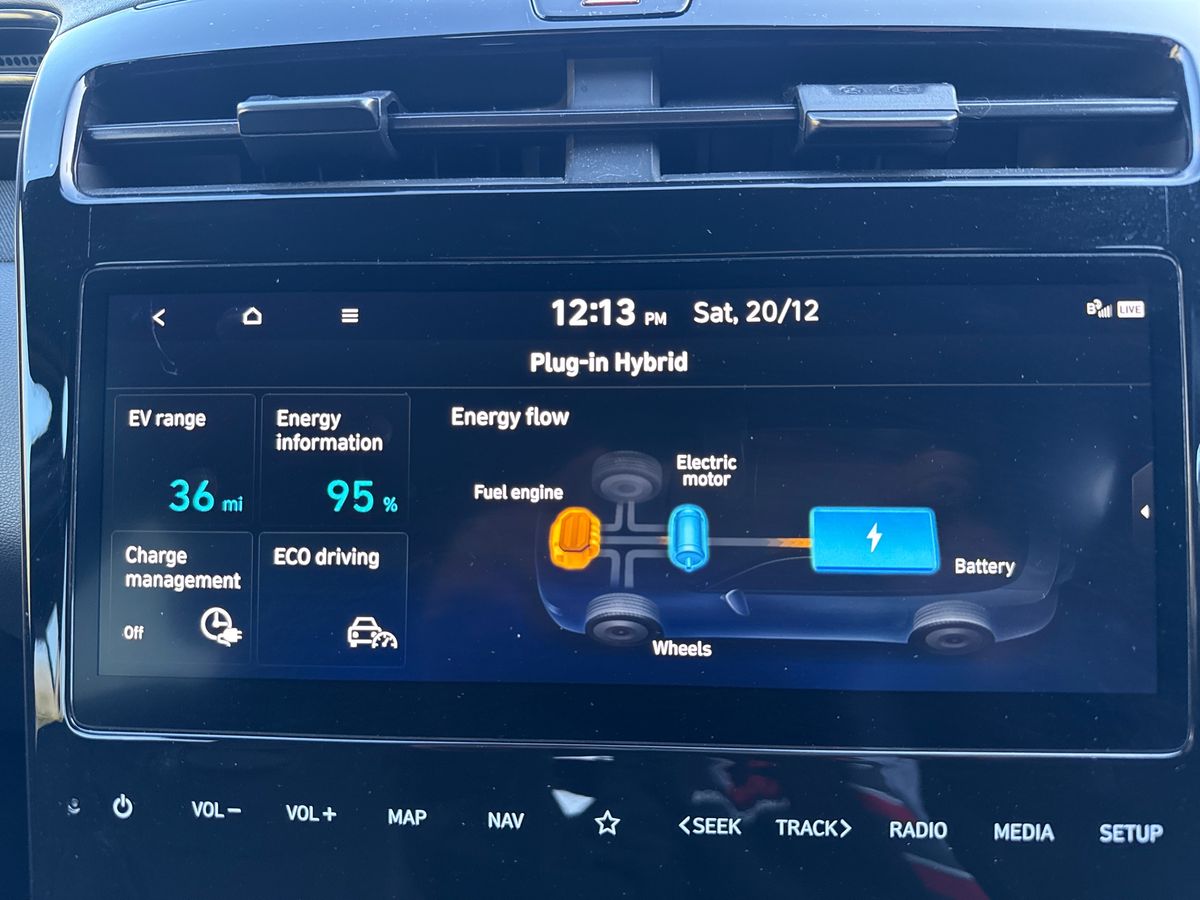 12:13 PM Sat, 20/12
LIVE
Plug-in Hybrid
EV range
36 mi
Energy
information
95 %
Charge
management
Off
ECO driving
Energy flow
Fuel engine
Electric
motor
Battery
Wheels
VOL−
VOL+
MAP
NAV
<SEEK
TRACK>
RADIO
MEDIA
SETUP